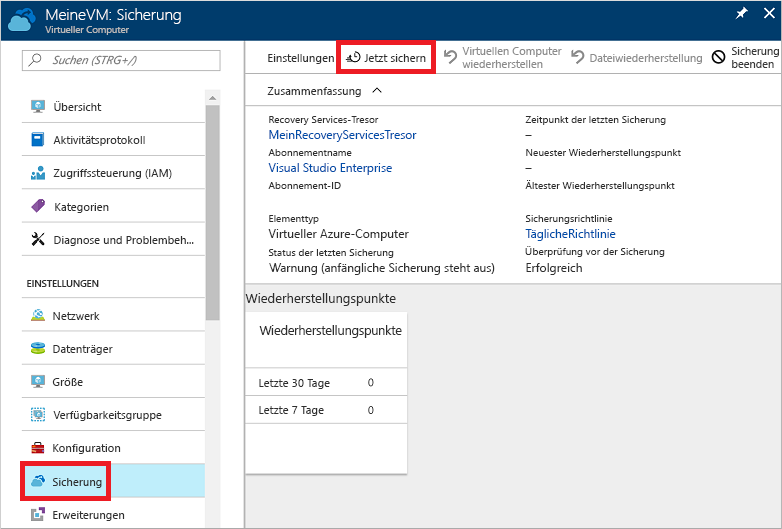 MeineVM: Sicherung
Virtueller Computer
Suchen (STRG+/)
Übersicht
Aktivitätsprotokoll
Zugriffssteuerung (IAM)
Kategorien
Diagnose und Problembeh...
EINSTELLUNGEN
Netzwerk
Datenträger
Größe
Verfügbarkeitsgruppe
Konfiguration
Sicherung
Erweiterungen
Einstellungen
Jetzt sichern
Virtuellen Computer
wiederherstellen
Dateiwiederherstellung
Sicherung
beenden
Zusammenfassung
Recovery Services-Tresor
MeinRecoveryServicesTresor
Abonnementname
Visual Studio Enterprise
Abonnement-ID
Elementtyp
Virtueller Azure-Computer
Status der letzten Sicherung
Warnung (anfängliche Sicherung steht aus)
Zeitpunkt der letzten Sicherung
–
Neuester Wiederherstellungspunkt
–
Ältester Wiederherstellungspunkt
Sicherungsrichtlinie
TäglicheRichtlinie
Überprüfung vor der Sicherung
Erfolgreich
Wiederherstellungspunkte
Wiederherstellungspunkte
Letzte 30 Tage 0
Letzte 7 Tage 0